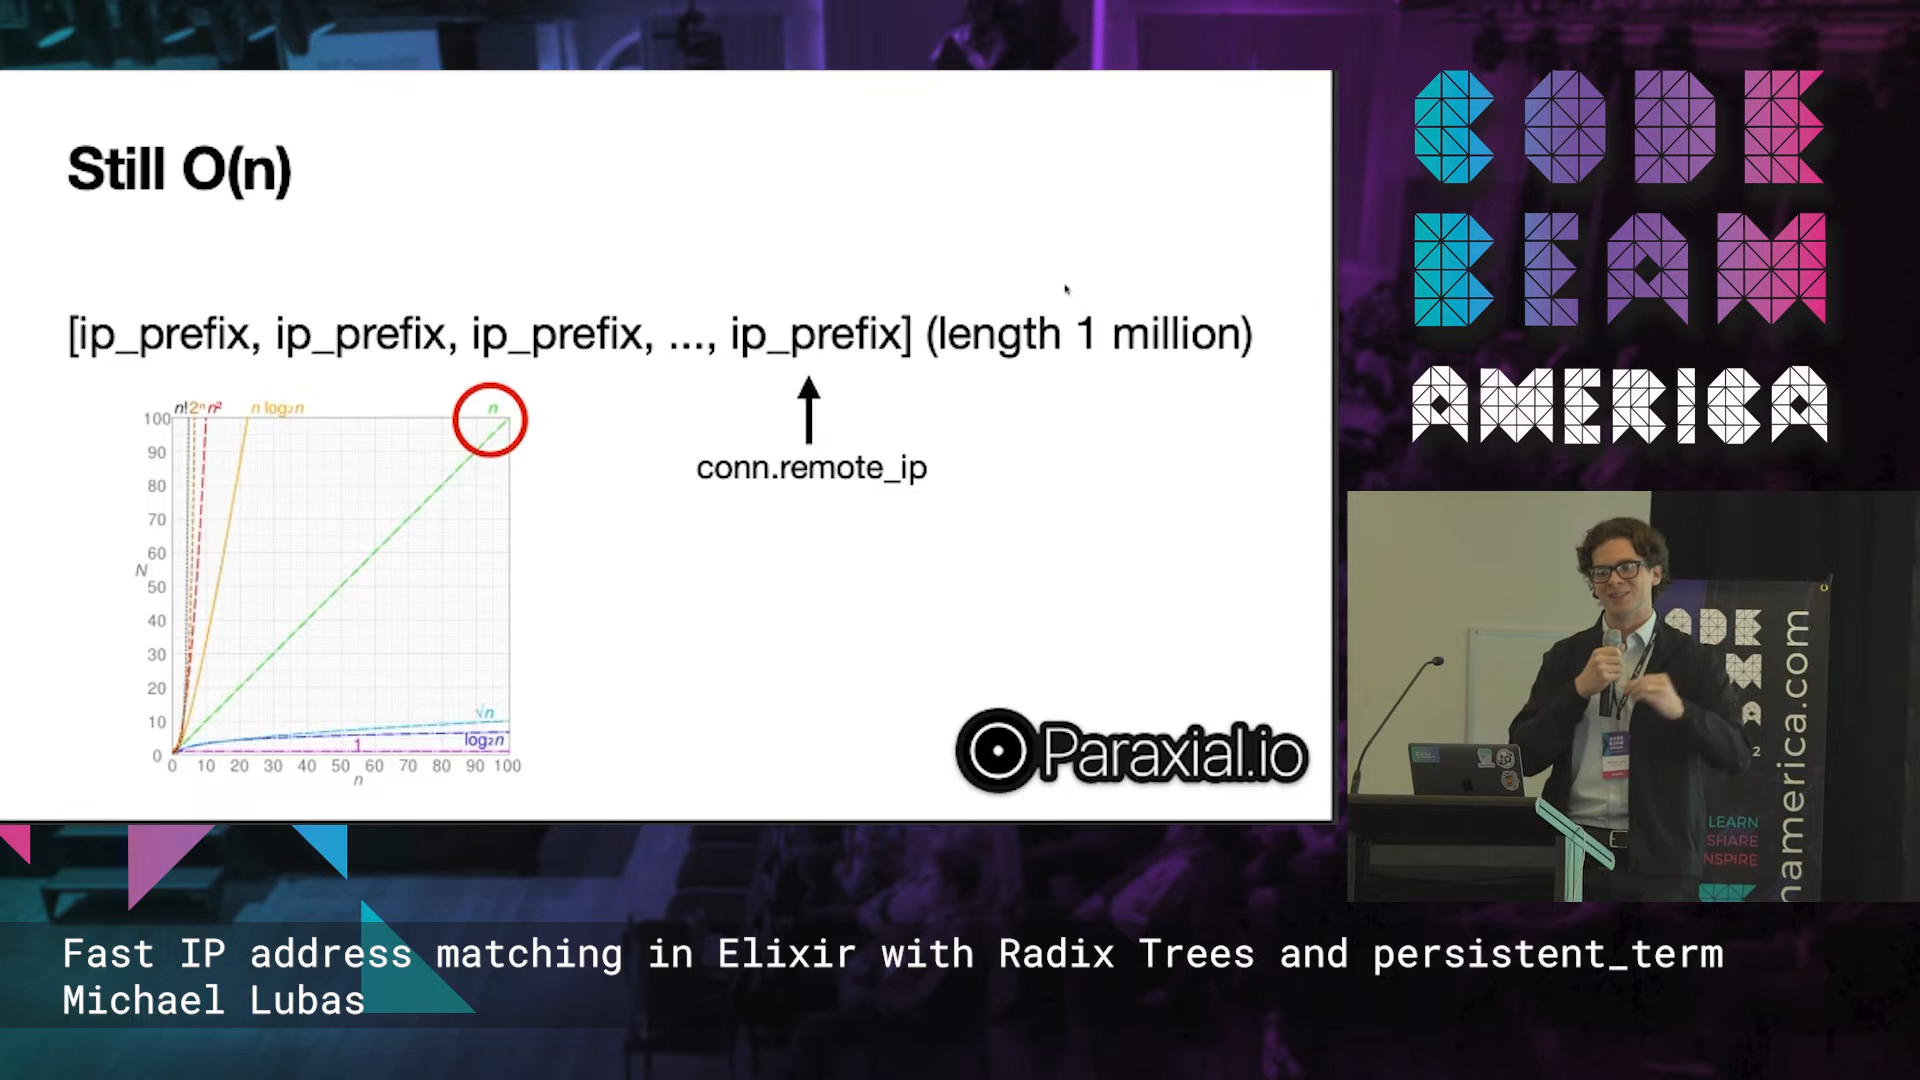 Still O(n)
[ip_prefix, ip_prefix, ip_prefix, ..., ip_prefix] (length 1 million)
conn.remote_ip
n! 2ⁿ n² n log₂n n
100
90
80
70
60
N
50
40
30
20
10
0
√n
log₂n
1
0 10 20 30 40 50 60 70 80 90 100
n
Paraxial.io
CODE
BEAM
AMERICA
namerica.com
LEARN
SHARE
NSPIRE
Fast IP address matching in Elixir with Radix Trees and persistent_term
Michael Lubas